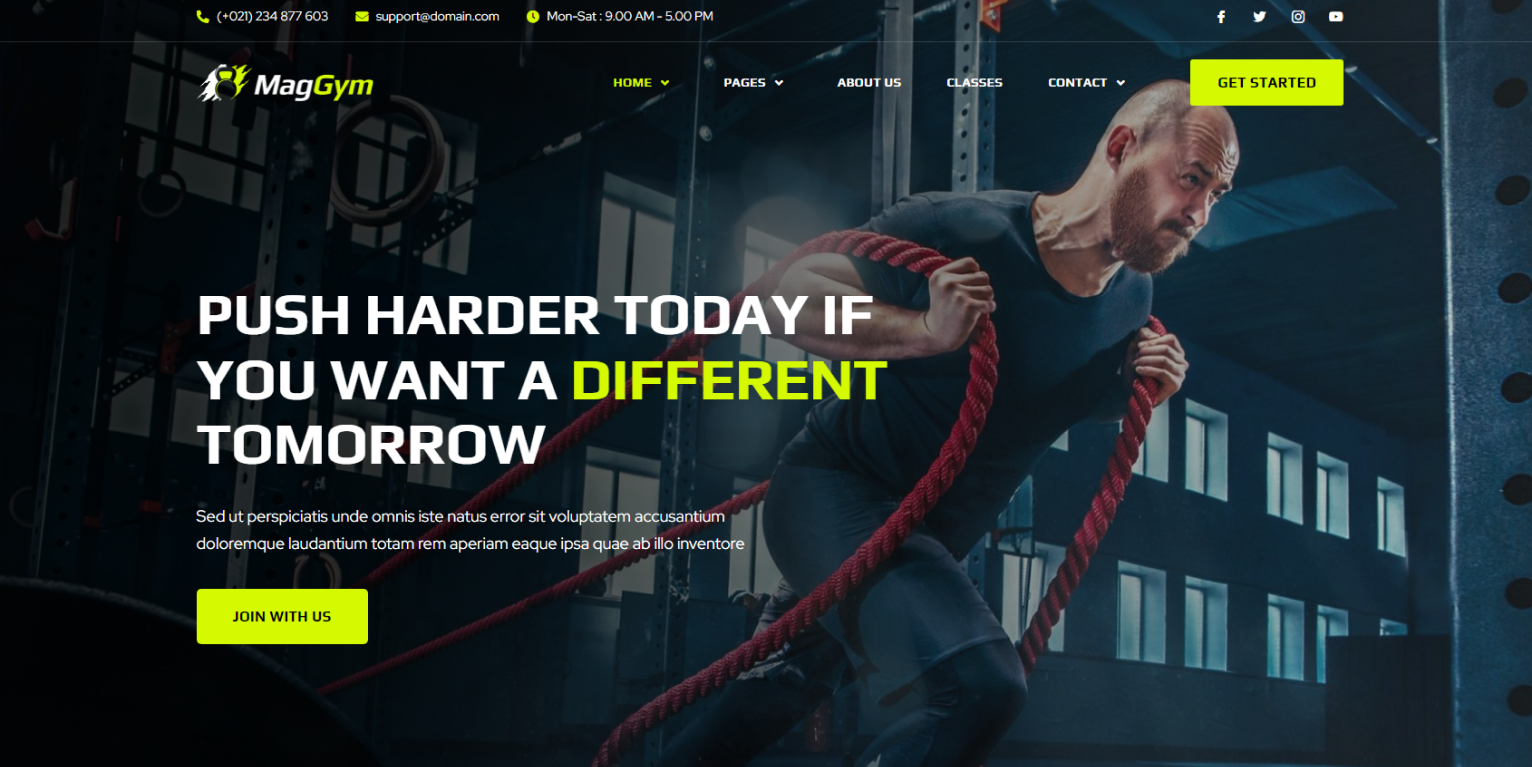 (+021) 234 877 603 support@domain.com Mon-Sat : 9.00 AM - 5.00 PM
MagGym HOME PAGES ABOUT US CLASSES CONTACT GET STARTED
PUSH HARDER TODAY IF
YOU WANT A DIFFERENT
TOMORROW
Sed ut perspiciatis unde omnis iste natus error sit voluptatem accusantium
doloremque laudantium totam rem aperiam eaque ipsa quae ab illo inventore
JOIN WITH US